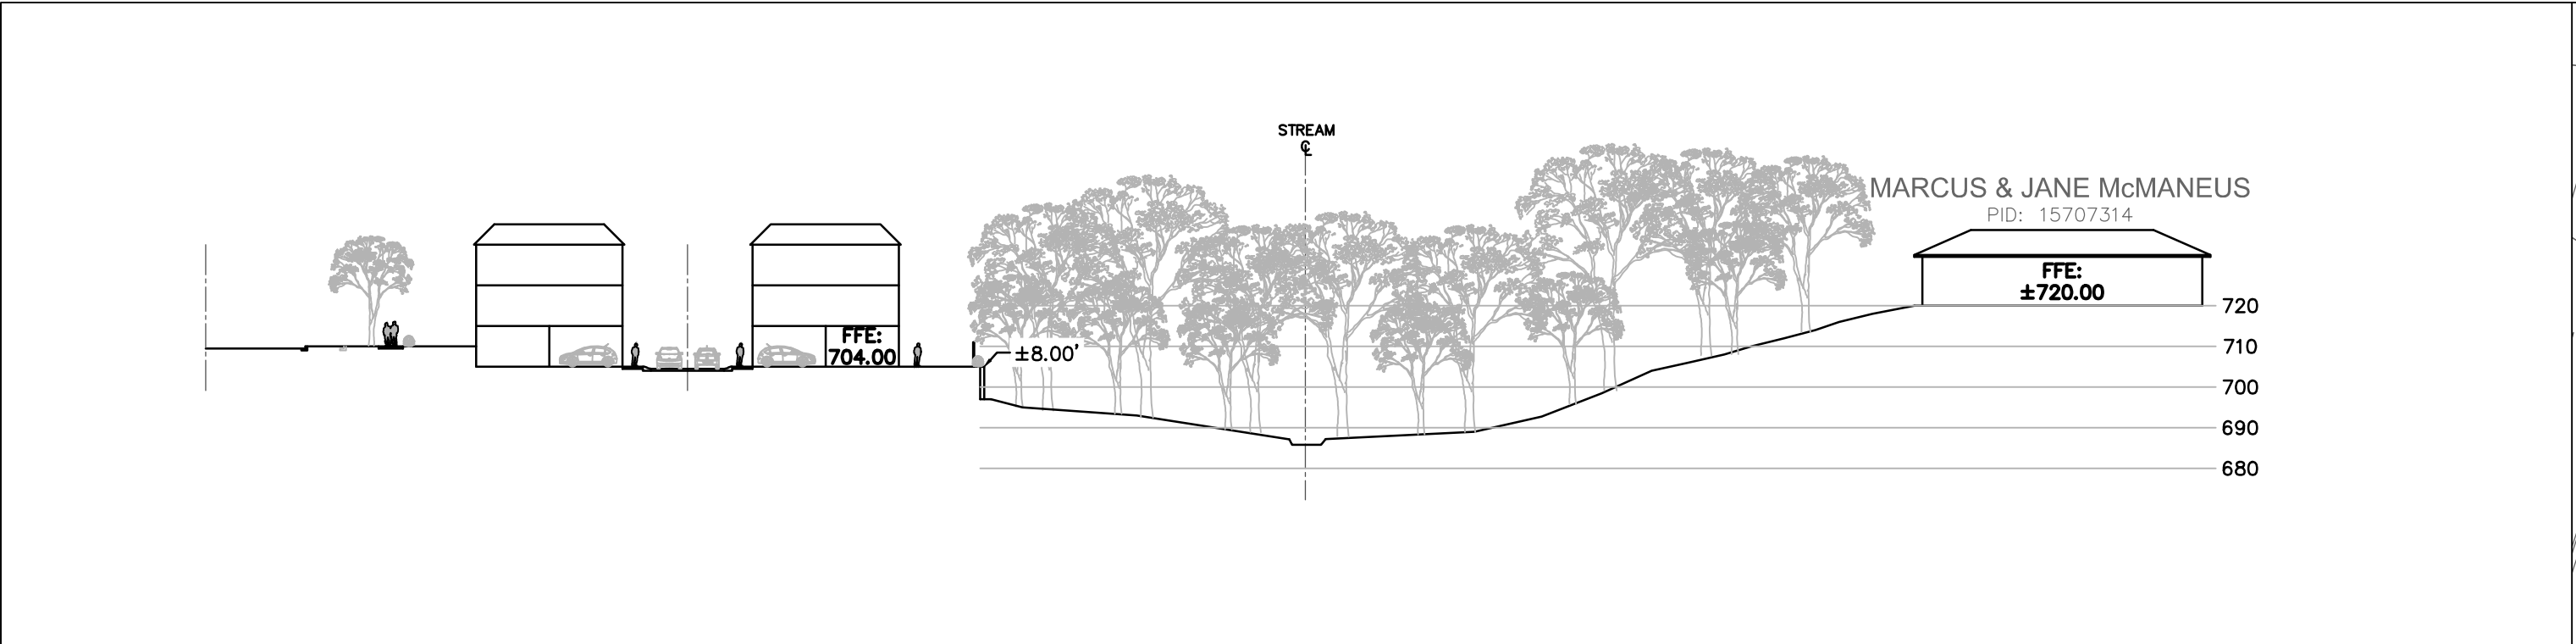 STREAM
℄
MARCUS & JANE McMANEUS
PID: 15707314
FFE:
±720.00
FFE:
704.00
±8.00'
720
710
700
690
680